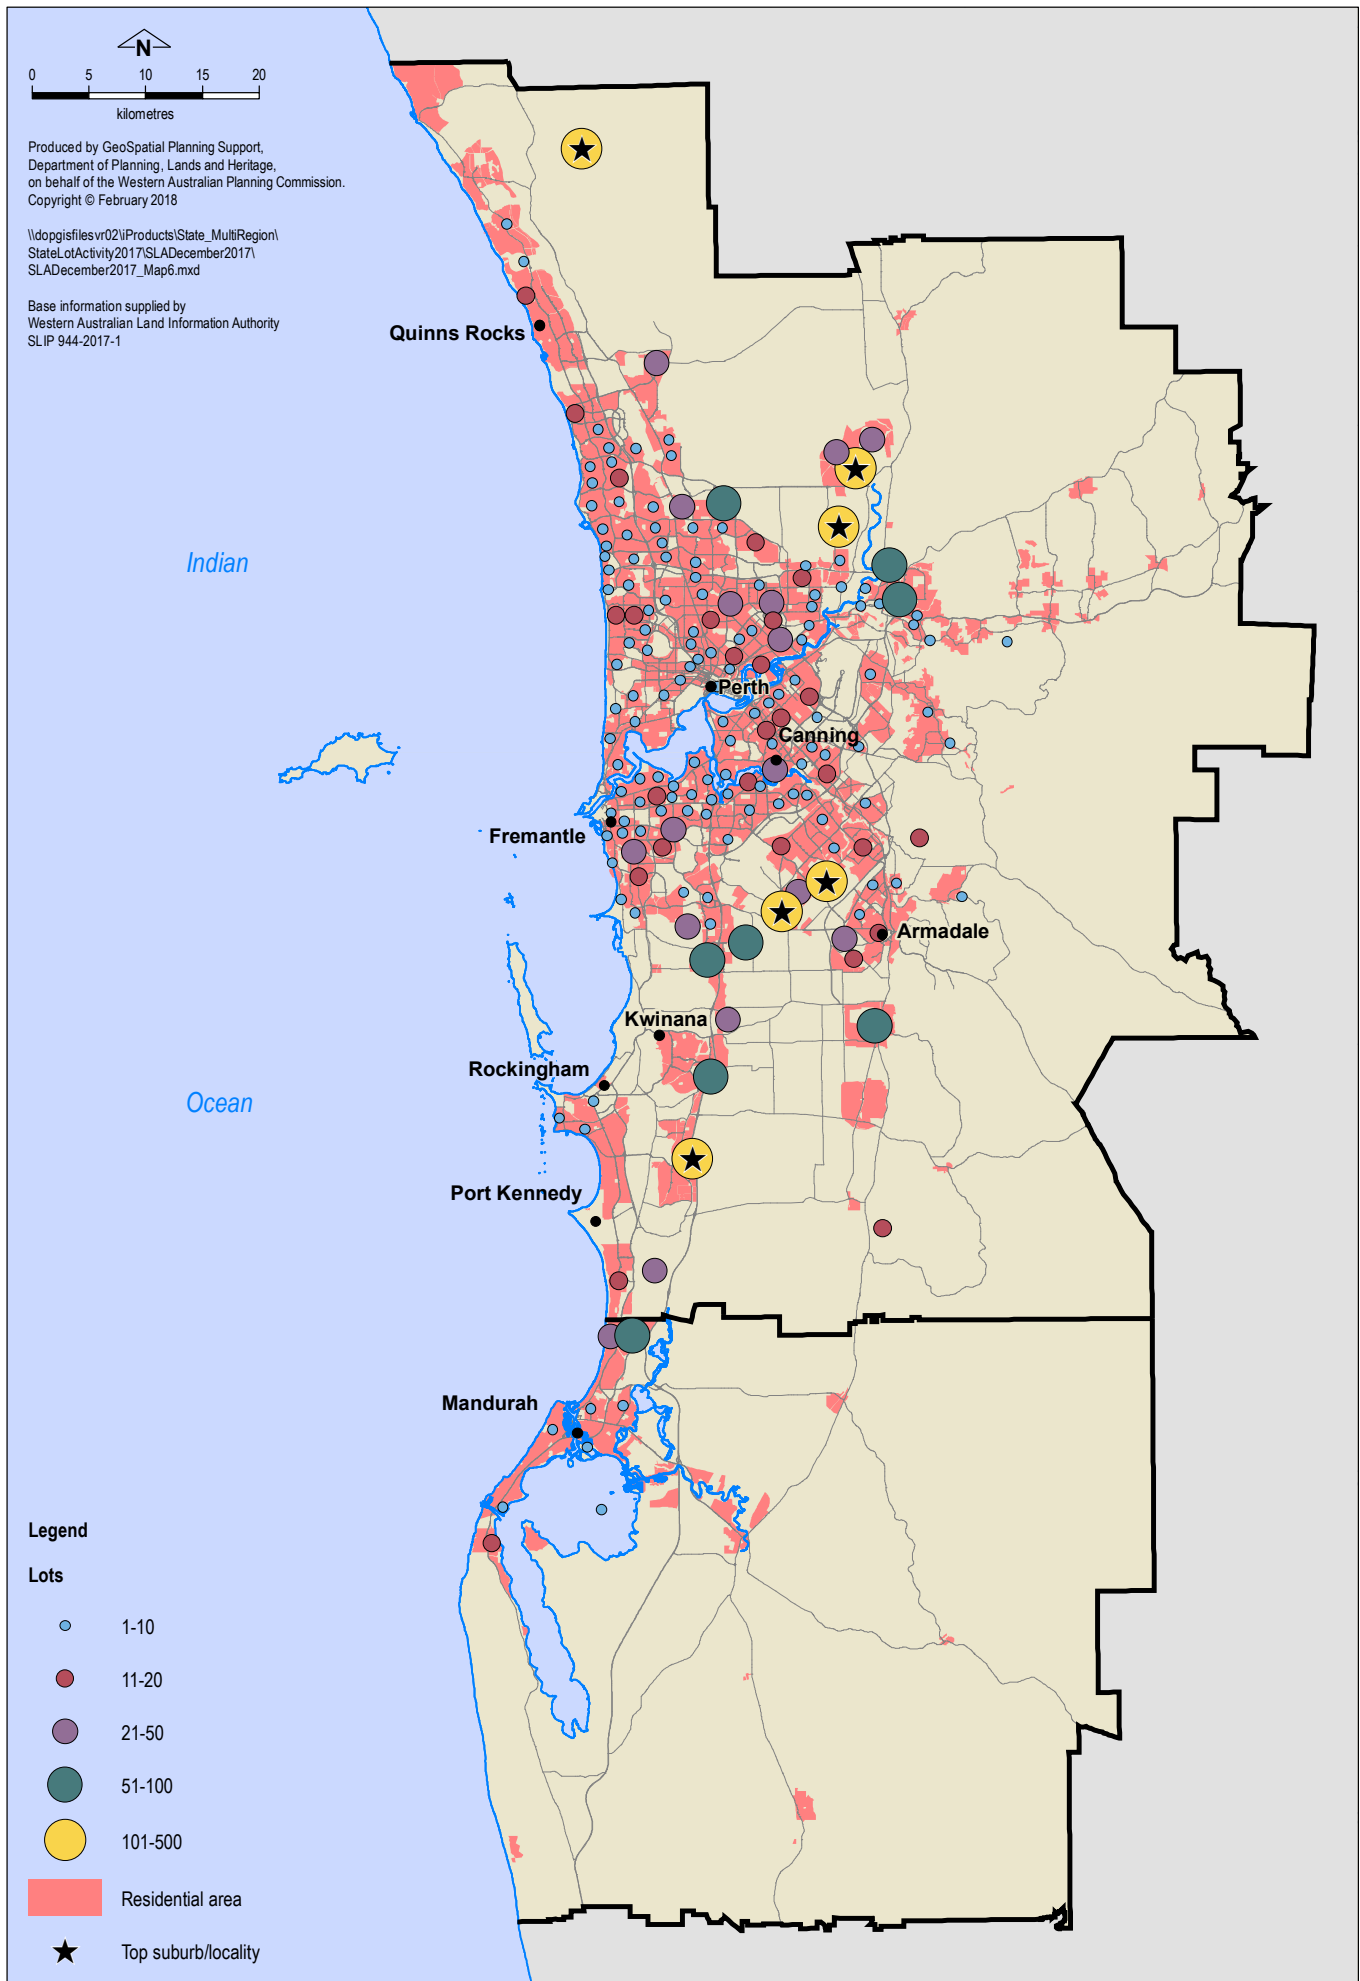 N
0 5 10 15 20
kilometres
Produced by GeoSpatial Planning Support,
Department of Planning, Lands and Heritage,
on behalf of the Western Australian Planning Commission.
Copyright © February 2018
\\dopgisfilesvr02\iProducts\State_MultiRegion\
StateLotActivity2017\SLADecember2017\
SLADecember2017_Map6.mxd
Base information supplied by
Western Australian Land Information Authority
SLIP 944-2017-1
Quinns Rocks
Indian
Perth
Canning
Fremantle
Armadale
Kwinana
Rockingham
Ocean
Port Kennedy
Mandurah
Legend
Lots
1-10
11-20
21-50
51-100
101-500
Residential area
Top suburb/locality